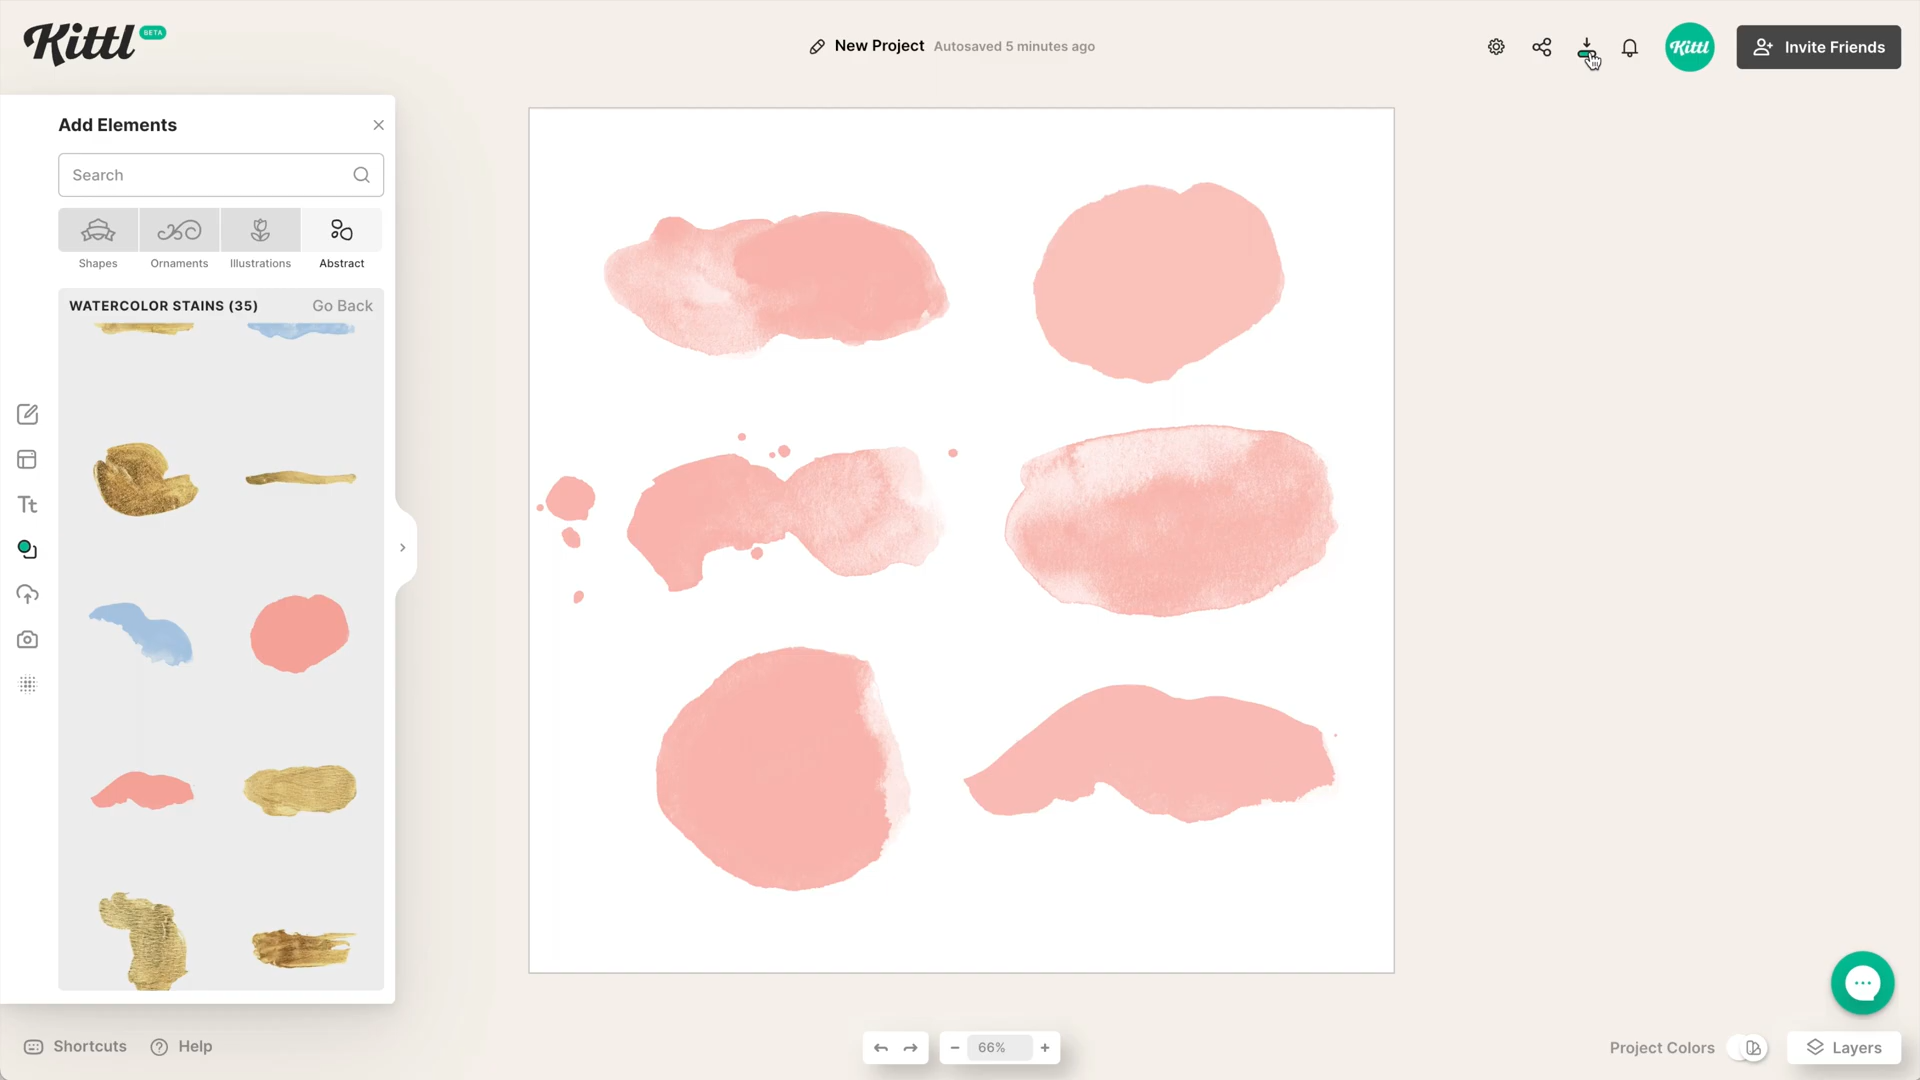 Kittl BETA
New Project Autosaved 5 minutes ago
Kittl
Invite Friends
Add Elements
Search
Shapes Ornaments Illustrations Abstract
WATERCOLOR STAINS (35) Go Back
Tt
Shortcuts Help
66%
Project Colors
Layers